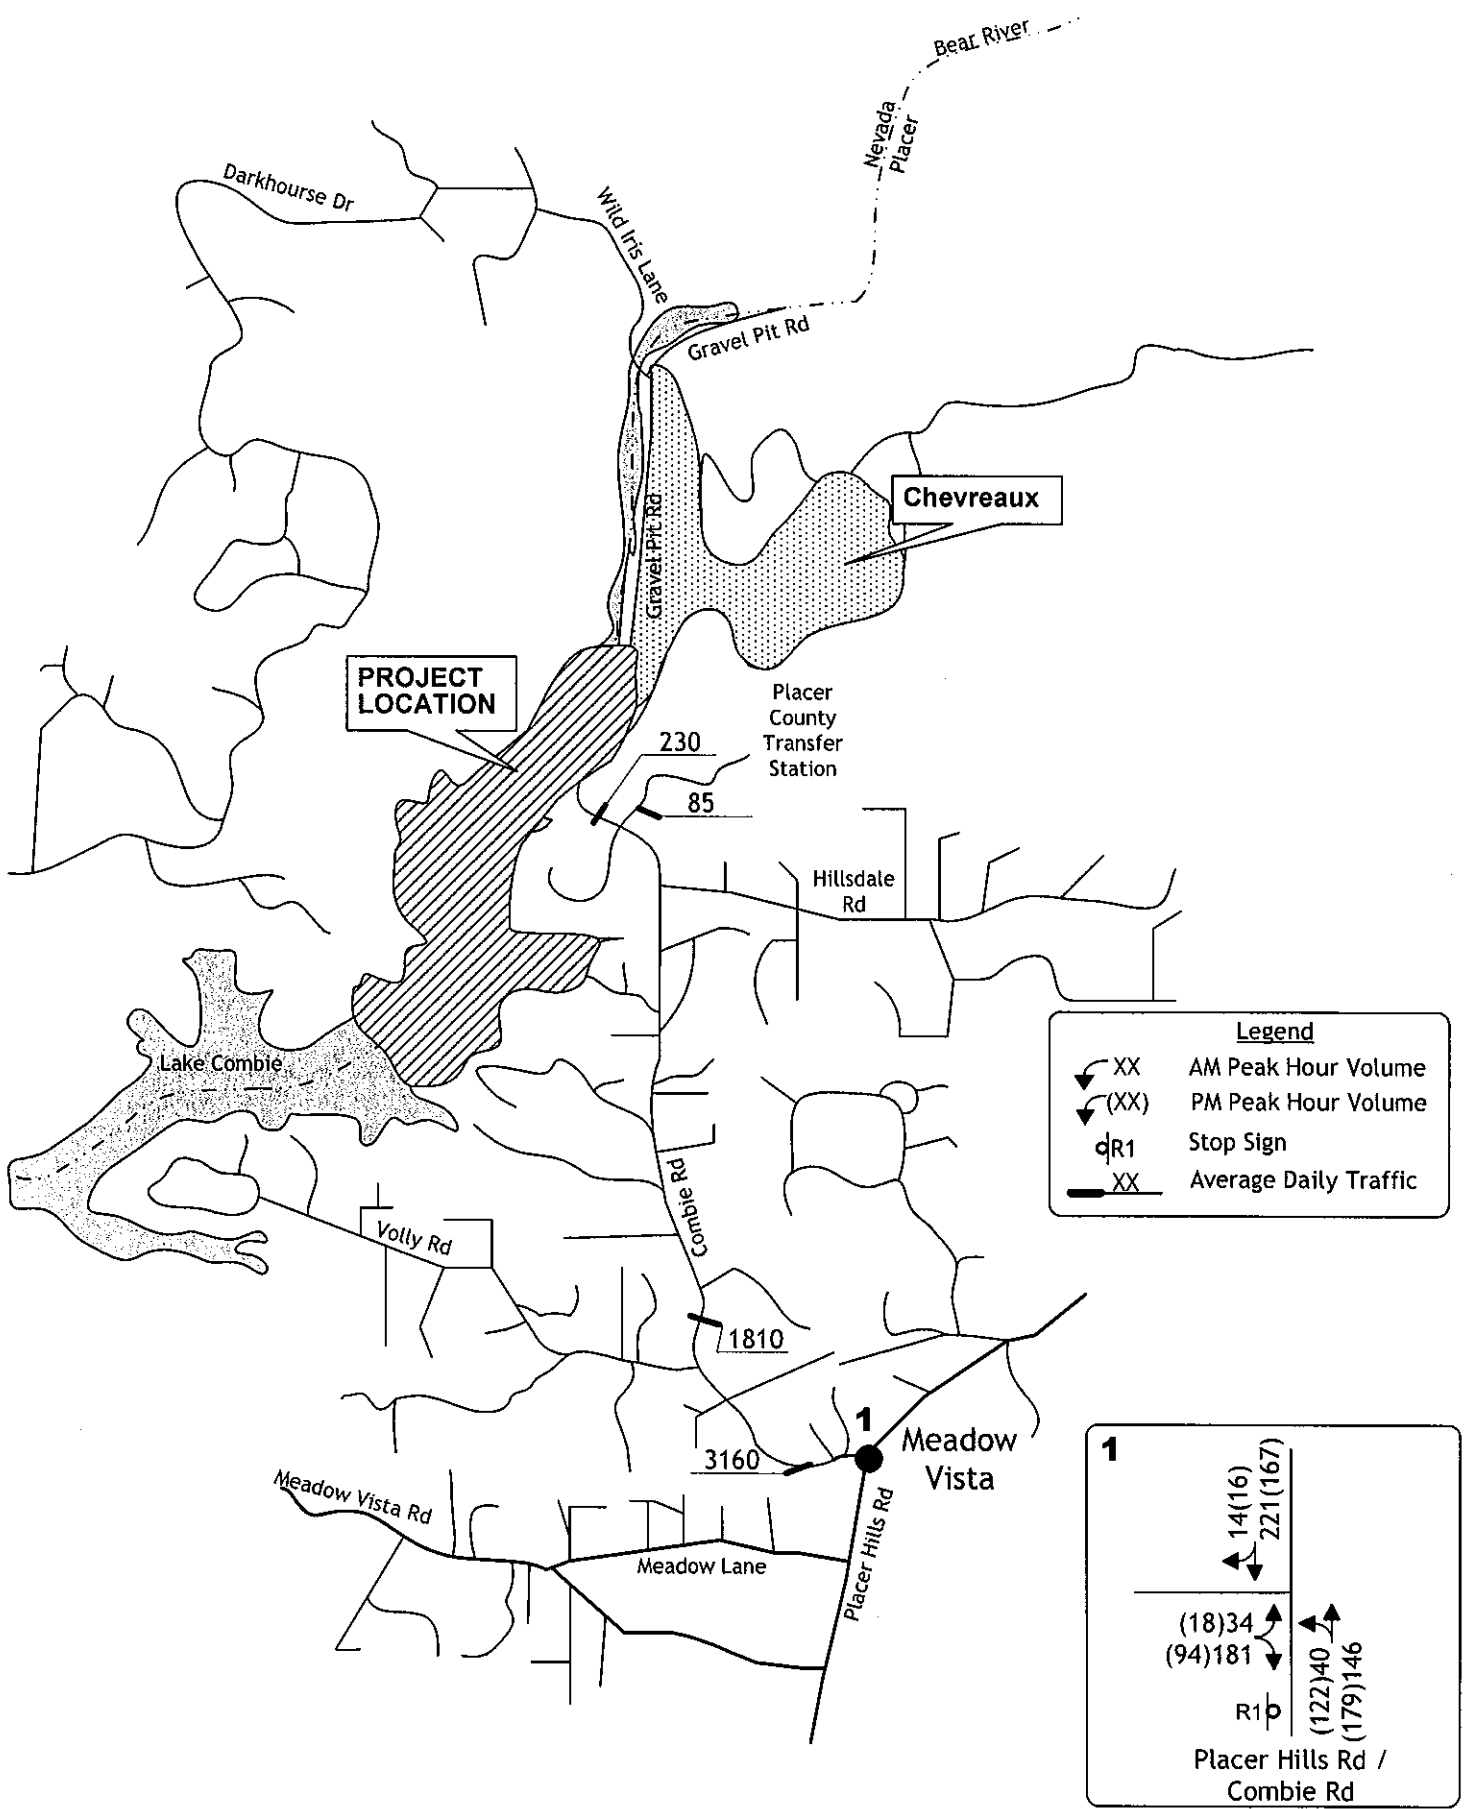 Bear River
Nevada
Placer
Darkhourse Dr
Wild Iris Lane
Gravel Pit Rd
Chevreaux
Gravel Pit Rd
PROJECT
LOCATION
Placer
County
Transfer
Station
230
85
Hillsdale
Rd
Lake Combie
Legend
XX AM Peak Hour Volume
(XX) PM Peak Hour Volume
R1 Stop Sign
XX Average Daily Traffic
Combie Rd
Volly Rd
1810
1
Meadow
Vista
3160
Meadow Vista Rd
Meadow Lane
Placer Hills Rd
1
14(16)
221(167)
(18)34
(94)181
R1
(122)40
(179)146
Placer Hills Rd /
Combie Rd